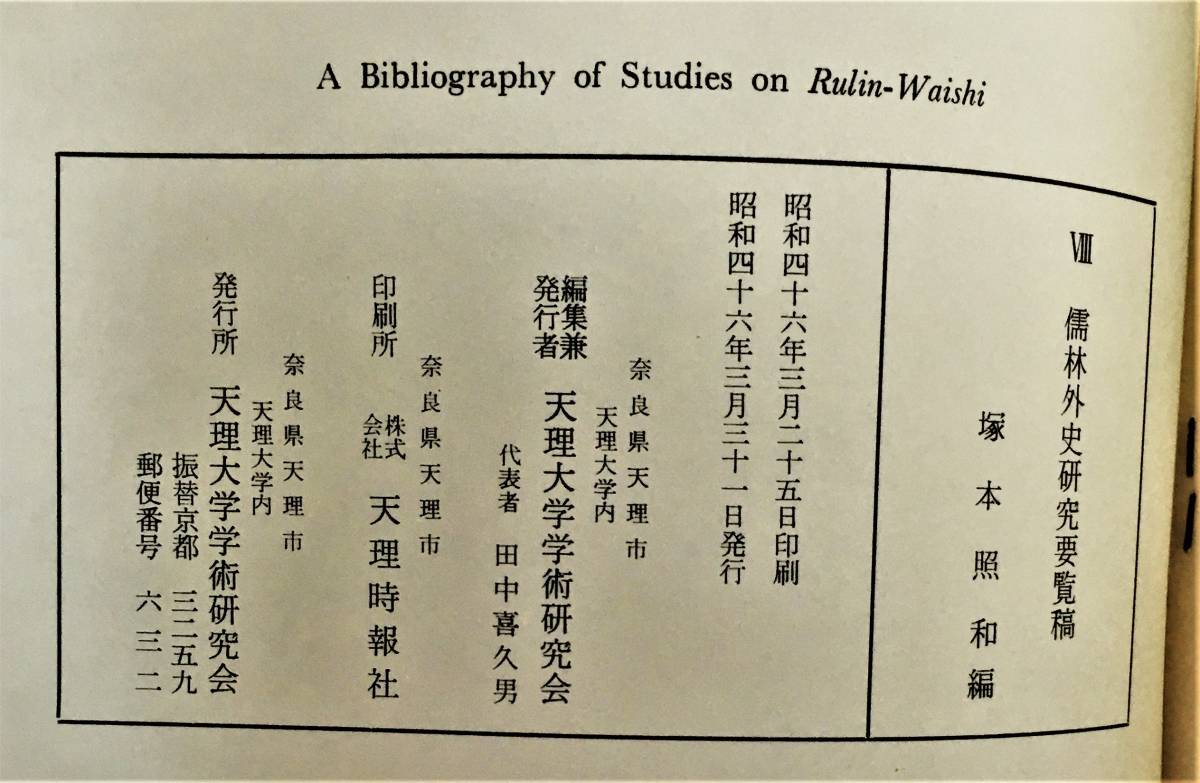 A Bibliography of Studies on Rulin-Waishi
Ⅷ 儒林外史研究要覧稿
塚本照和編
昭和四十六年三月二十五日印刷
昭和四十六年三月三十一日発行
奈良県天理市
天理大学内
編集兼
発行者 天理大学学術研究会
代表者 田中喜久男
奈良県天理市
印刷所 株式会社 天理時報社
奈良県天理市
天理大学内
発行所 天理大学学術研究会
振替京都 三二五九
郵便番号 六三二